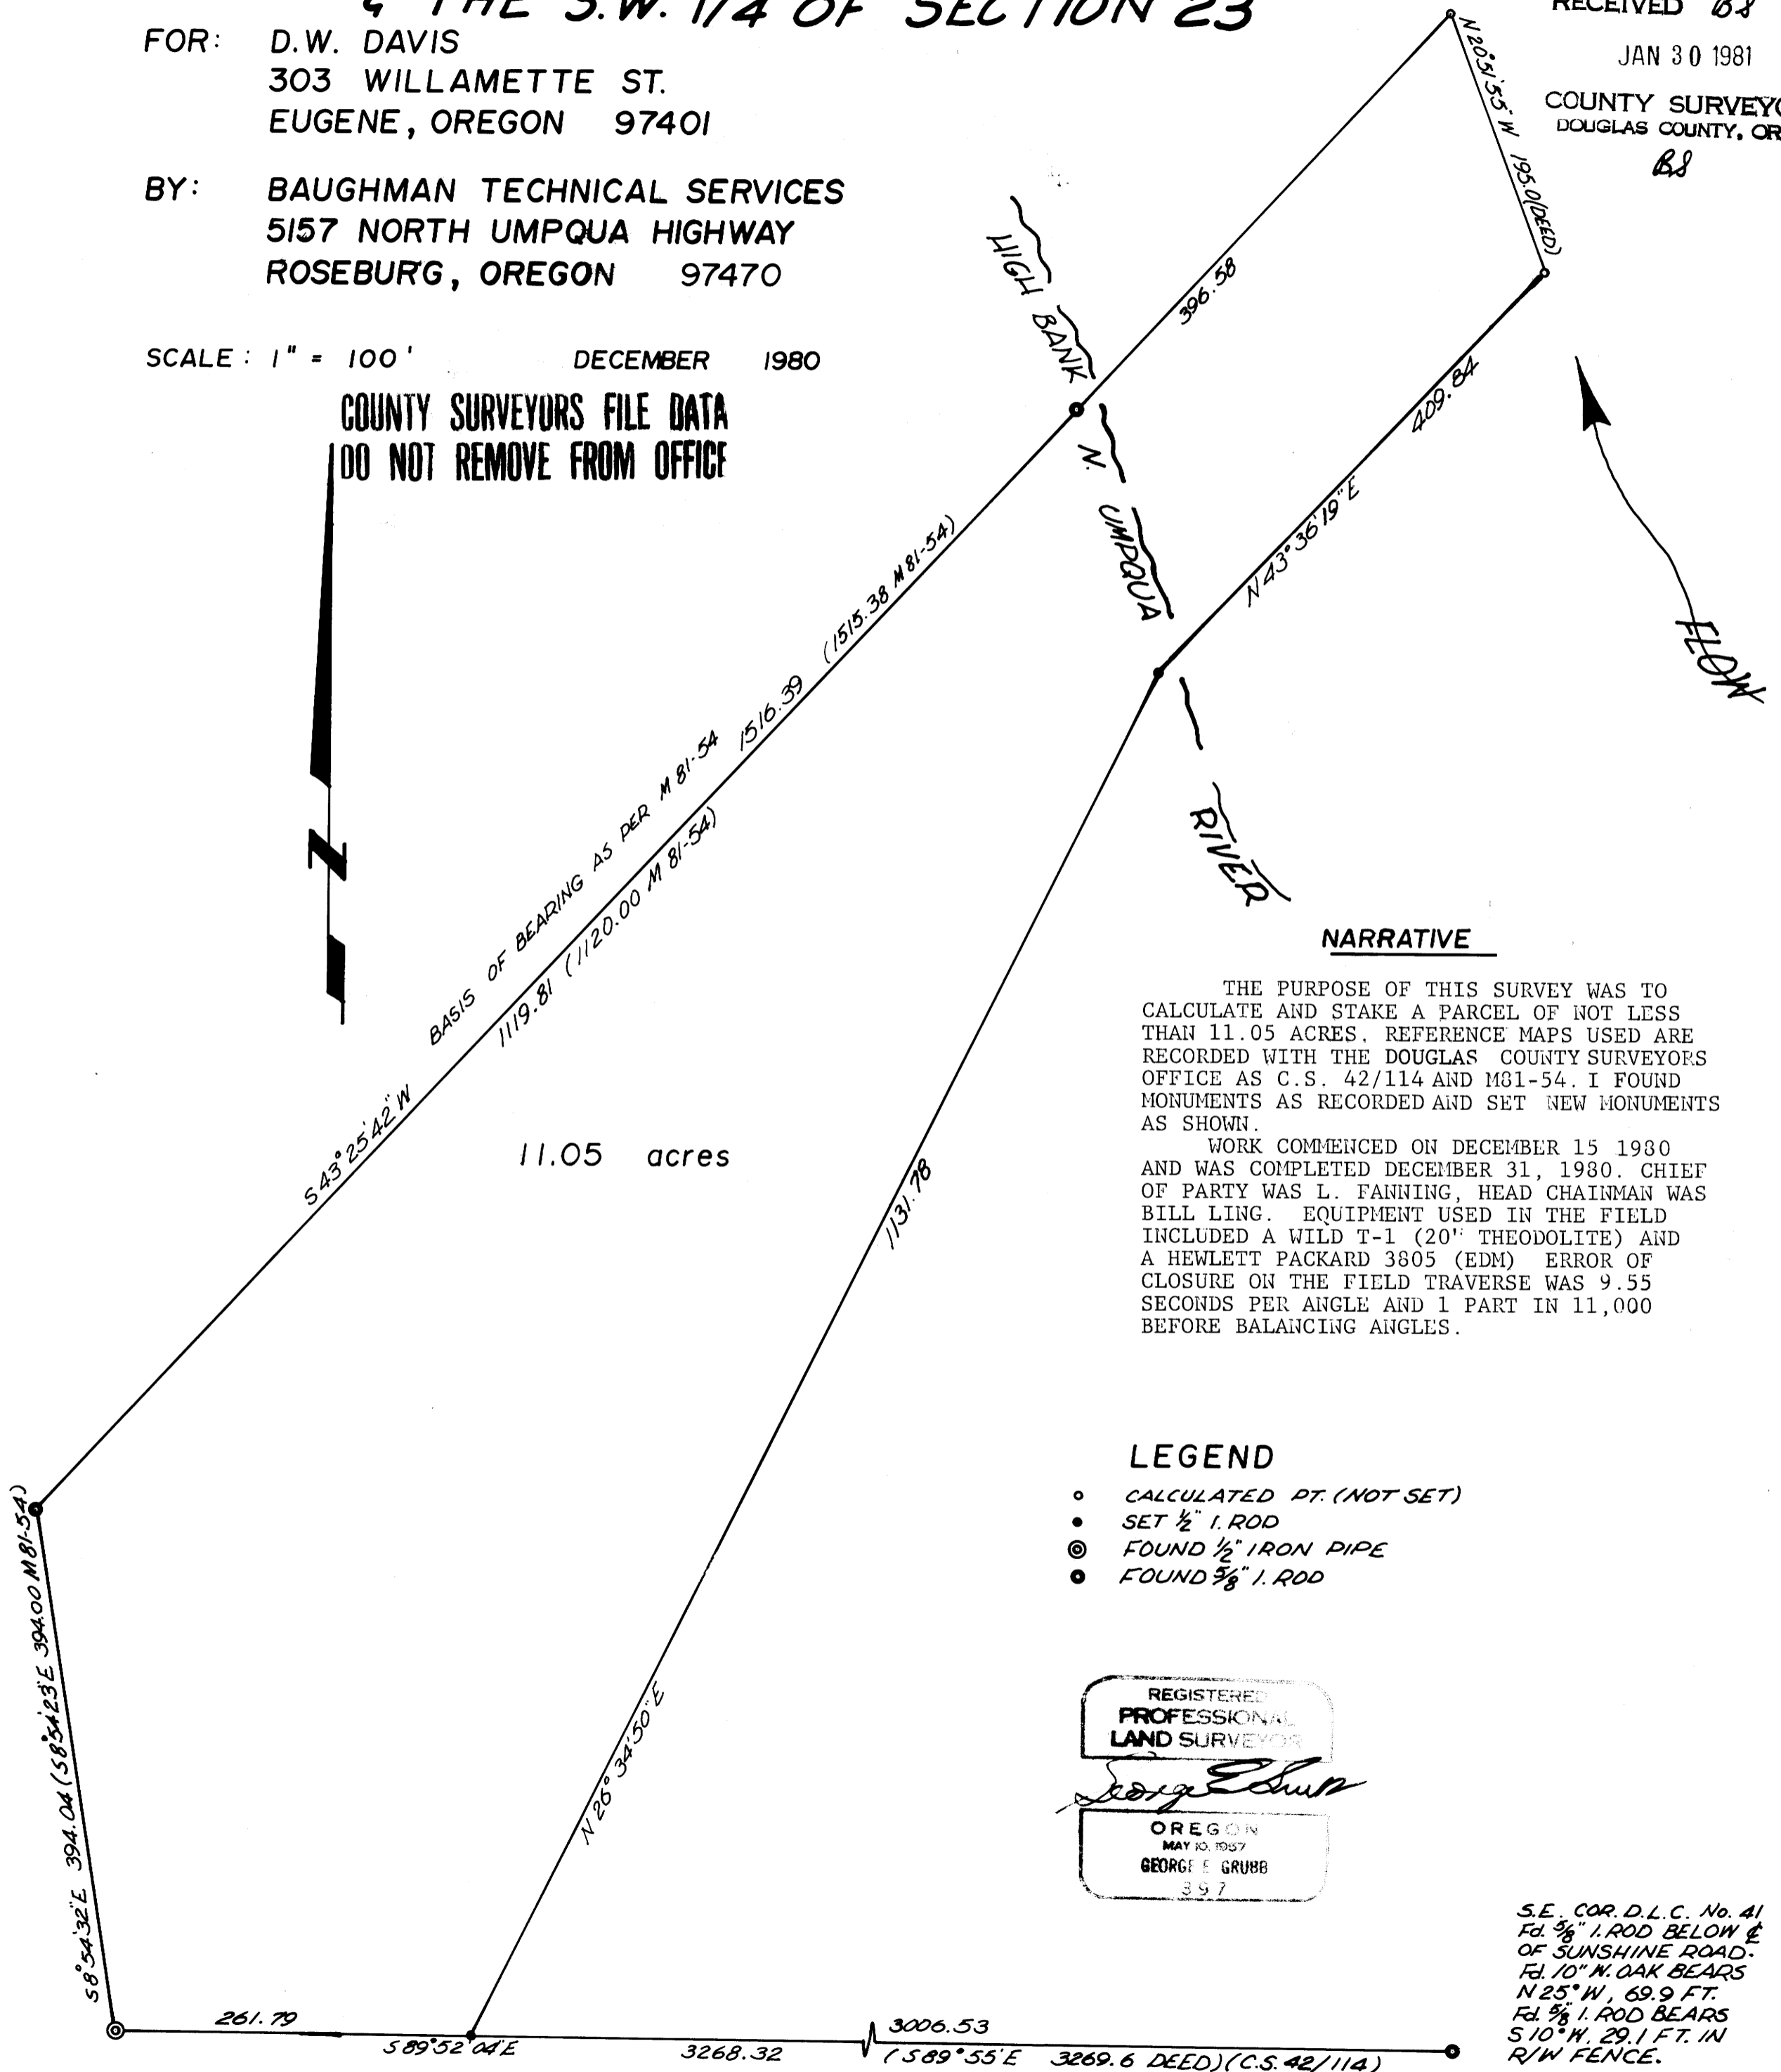 & THE S.W. 1/4 OF SECTION 23
FOR: D.W. DAVIS
303 WILLAMETTE ST.
EUGENE, OREGON 97401
BY: BAUGHMAN TECHNICAL SERVICES
5157 NORTH UMPQUA HIGHWAY
ROSEBURG, OREGON 97470
SCALE: 1" = 100' DECEMBER 1980
COUNTY SURVEYORS FILE DATA
DO NOT REMOVE FROM OFFICE
RECEIVED BS
JAN 30 1981
COUNTY SURVEYO
DOUGLAS COUNTY, OR
BS
N 20°51'55" W 195.0 (DEED)
396.58
409.84
N 43°36'19" E
HIGH BANK
N. UMPQUA
RIVER
FLOW
N
BASIS OF BEARING AS PER M 81-54 1516.39 (1515.38 M 81-54)
1119.81 (1120.00 M 81-54)
S 43°25'42" W
11.05 acres
1131.78
N 26°34'50" E
S 8°54'32" E 394.04 (S 8°54'23" E 394.00 M 81-54)
261.79
S 89°52'04" E
3268.32
3006.53
(S 89°55' E 3269.6 DEED) (C.S. 42/114)
NARRATIVE
THE PURPOSE OF THIS SURVEY WAS TO
CALCULATE AND STAKE A PARCEL OF NOT LESS
THAN 11.05 ACRES. REFERENCE MAPS USED ARE
RECORDED WITH THE DOUGLAS COUNTY SURVEYORS
OFFICE AS C.S. 42/114 AND M81-54. I FOUND
MONUMENTS AS RECORDED AND SET NEW MONUMENTS
AS SHOWN.
WORK COMMENCED ON DECEMBER 15 1980
AND WAS COMPLETED DECEMBER 31, 1980. CHIEF
OF PARTY WAS L. FANNING, HEAD CHAINMAN WAS
BILL LING. EQUIPMENT USED IN THE FIELD
INCLUDED A WILD T-1 (20" THEODOLITE) AND
A HEWLETT PACKARD 3805 (EDM) ERROR OF
CLOSURE ON THE FIELD TRAVERSE WAS 9.55
SECONDS PER ANGLE AND 1 PART IN 11,000
BEFORE BALANCING ANGLES.
LEGEND
CALCULATED PT. (NOT SET)
SET 1/2" I. ROD
FOUND 1/2" IRON PIPE
FOUND 5/8" I. ROD
REGISTERED
PROFESSIONAL
LAND SURVEYOR
George E Grubb
OREGON
MAY 10, 1957
GEORGE E GRUBB
397
S.E. COR. D.L.C. No. 41
Fd. 5/8" I. ROD BELOW ℄
OF SUNSHINE ROAD.
Fd. 10" W. OAK BEARS
N 25° W, 69.9 FT.
Fd. 5/8" I. ROD BEARS
S 10° W, 29.1 FT. IN
R/W FENCE.